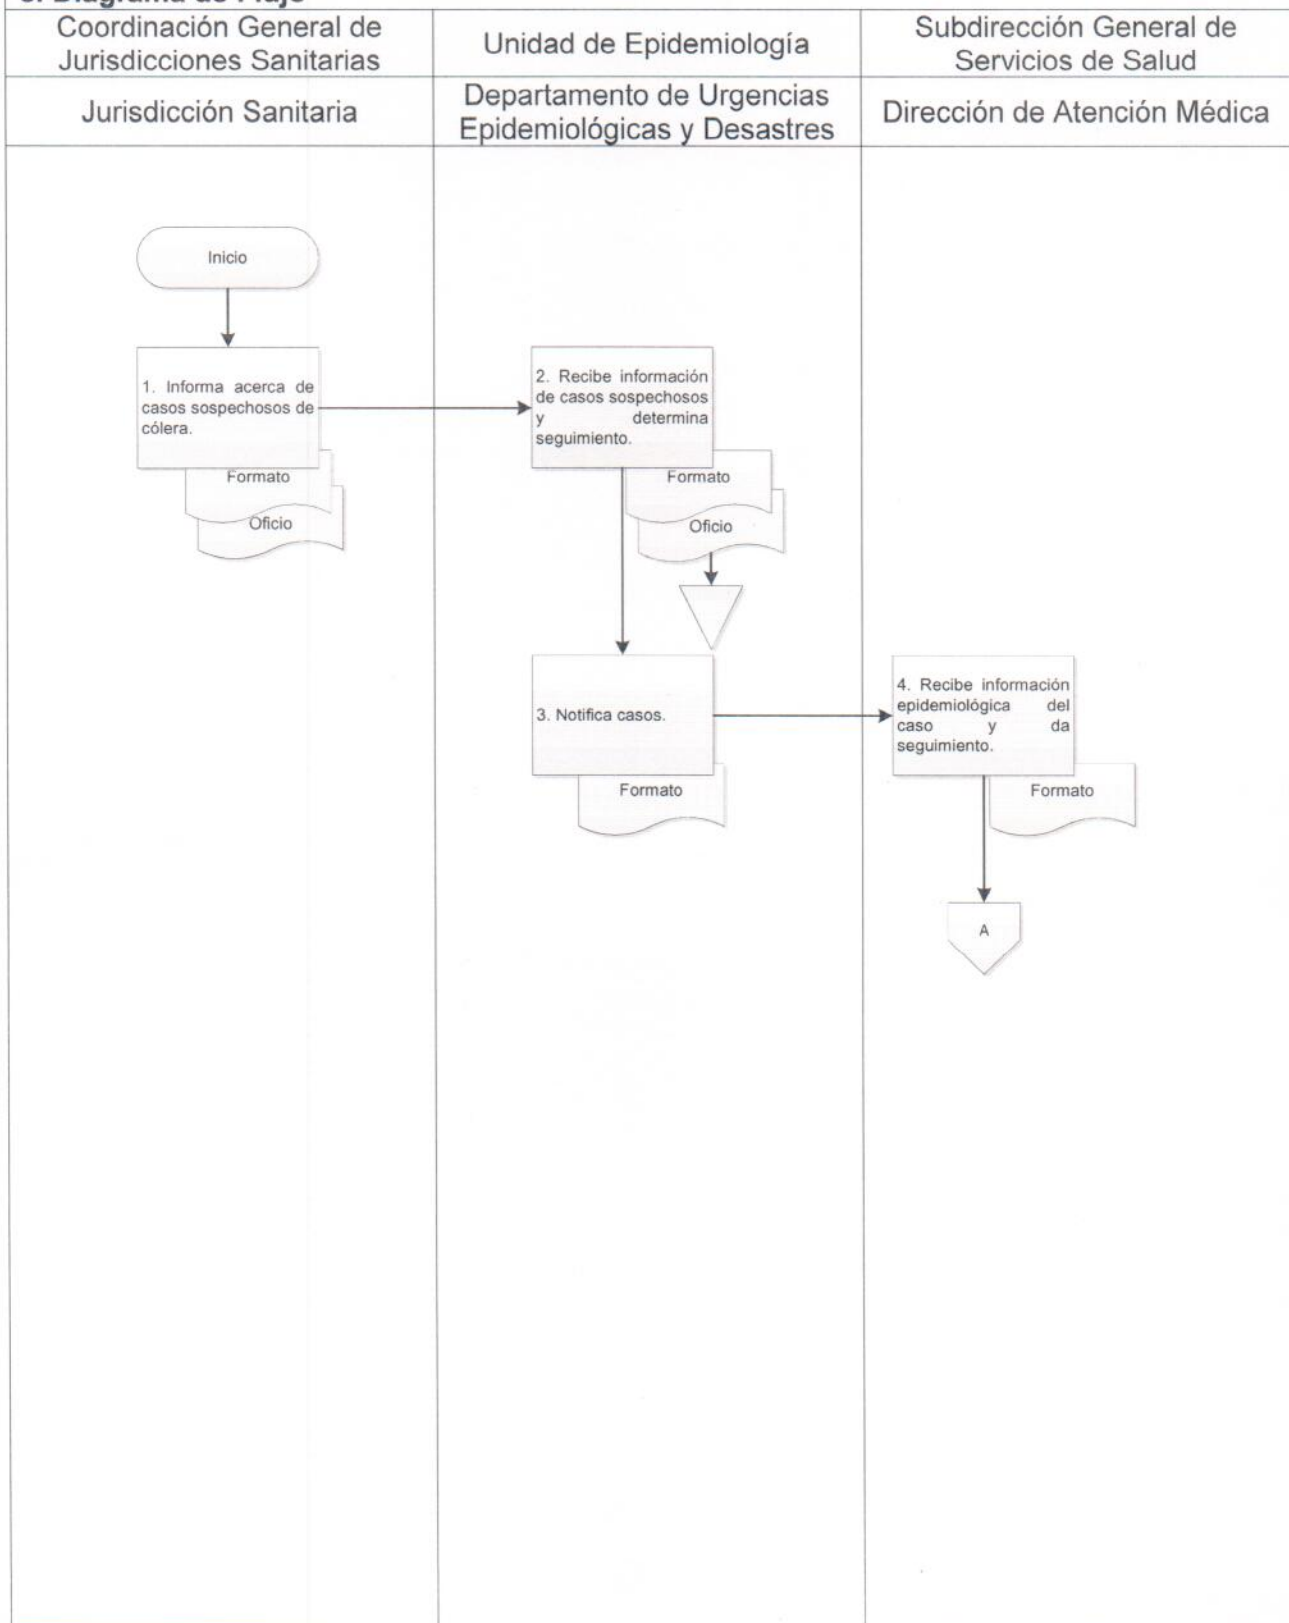 Coordinación General de
Jurisdicciones Sanitarias
Unidad de Epidemiología
Subdirección General de
Servicios de Salud
Jurisdicción Sanitaria
Departamento de Urgencias
Epidemiológicas y Desastres
Dirección de Atención Médica
Inicio
1. Informa acerca de
casos sospechosos de
cólera.
Formato
Oficio
2. Recibe información
de casos sospechosos
y determina
seguimiento.
Formato
Oficio
3. Notifica casos.
Formato
4. Recibe información
epidemiológica del
caso y da
seguimiento.
Formato
A